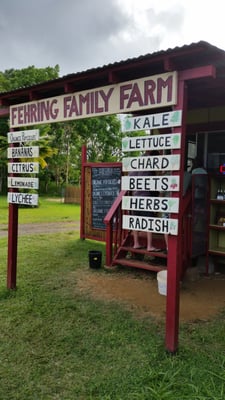 FEHRING FAMILY FARM
BANANAS
CITRUS
LEMONADE
LYCHEE
KALE
LETTUCE
CHARD
BEETS
HERBS
RADISH